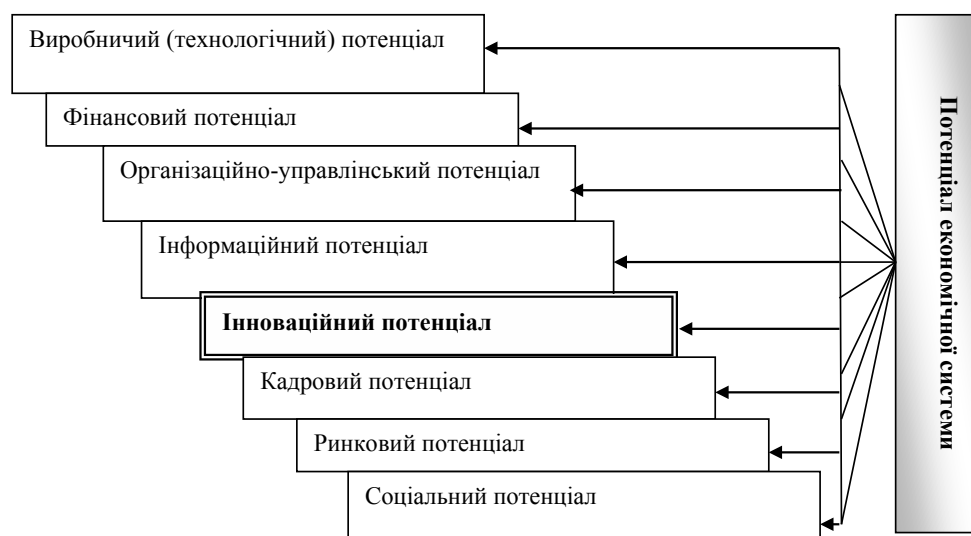 Виробничий (технологічний) потенціал
Фінансовий потенціал
Організаційно-управлінський потенціал
Інформаційний потенціал
Інноваційний потенціал
Кадровий потенціал
Ринковий потенціал
Соціальний потенціал
Потенціал економічної системи